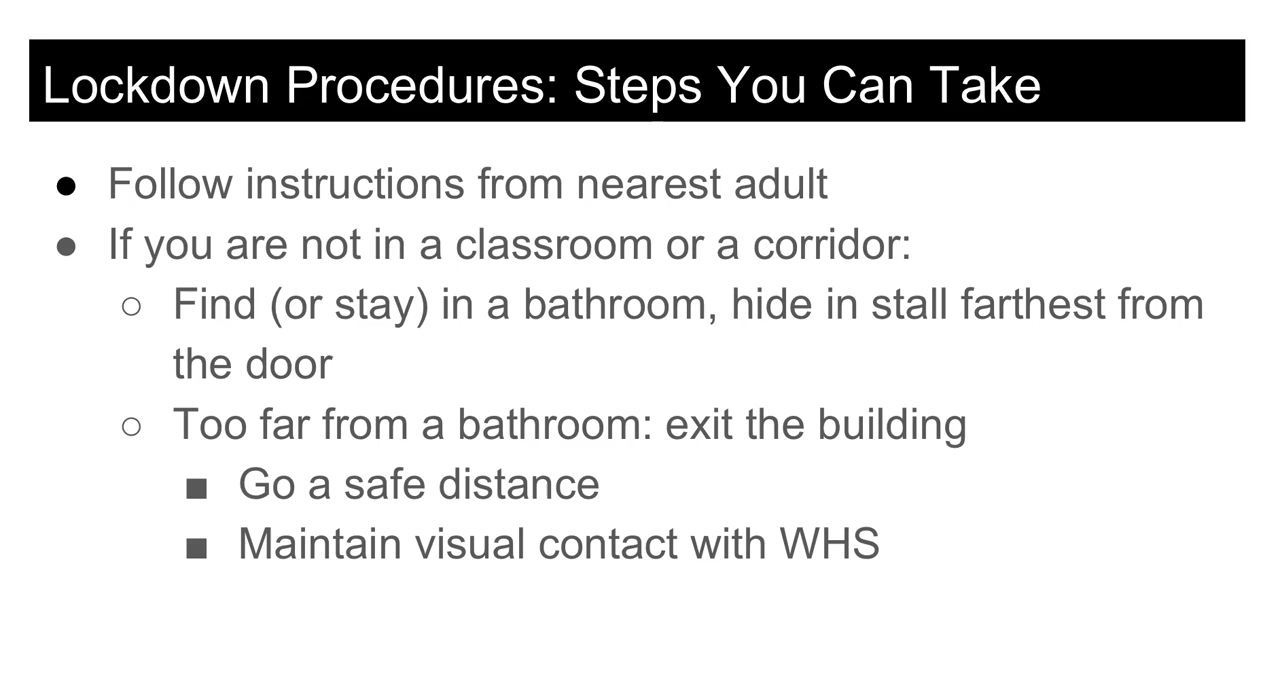 Lockdown Procedures: Steps You Can Take
● Follow instructions from nearest adult
● If you are not in a classroom or a corridor:
○ Find (or stay) in a bathroom, hide in stall farthest from
the door
○ Too far from a bathroom: exit the building
■ Go a safe distance
■ Maintain visual contact with WHS